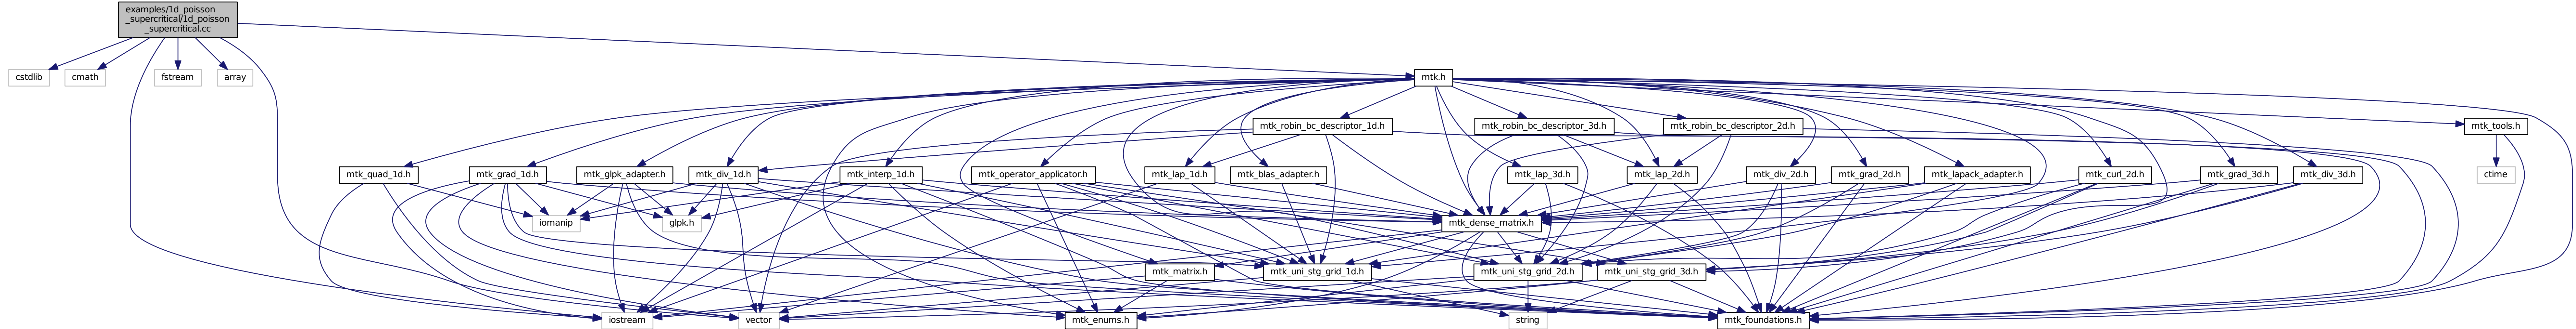 examples/1d_poisson
_supercritical/1d_poisson
_supercritical.cc
cstdlib
cmath
fstream
array
mtk.h
mtk_robin_bc_descriptor_1d.h
mtk_robin_bc_descriptor_3d.h
mtk_robin_bc_descriptor_2d.h
mtk_tools.h
mtk_quad_1d.h
mtk_grad_1d.h
mtk_glpk_adapter.h
mtk_div_1d.h
mtk_interp_1d.h
mtk_operator_applicator.h
mtk_lap_1d.h
mtk_blas_adapter.h
mtk_lap_3d.h
mtk_lap_2d.h
mtk_div_2d.h
mtk_grad_2d.h
mtk_lapack_adapter.h
mtk_curl_2d.h
mtk_grad_3d.h
mtk_div_3d.h
ctime
iomanip
glpk.h
mtk_dense_matrix.h
mtk_matrix.h
mtk_uni_stg_grid_1d.h
mtk_uni_stg_grid_2d.h
mtk_uni_stg_grid_3d.h
iostream
vector
mtk_enums.h
string
mtk_foundations.h